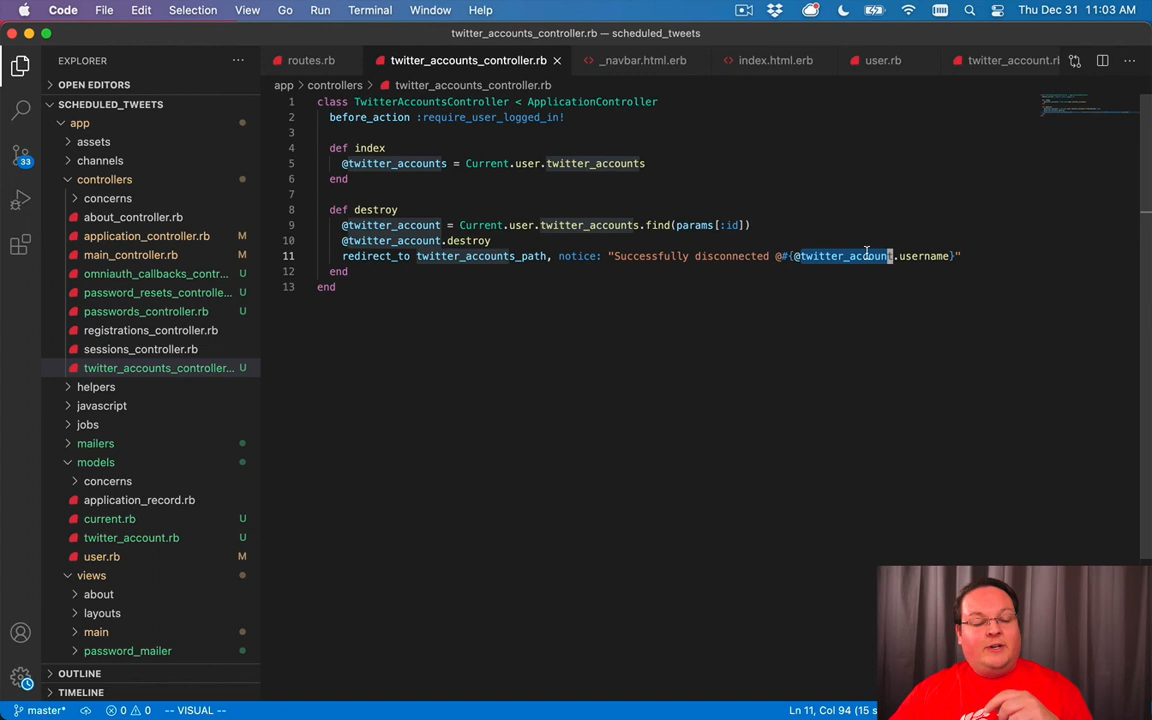 Code File Edit Selection View Go Run Terminal Window Help Thu Dec 31 11:03 AM
twitter_accounts_controller.rb — scheduled_tweets
EXPLORER
routes.rb
twitter_accounts_controller.rb
_navbar.html.erb
index.html.erb
user.rb
twitter_account.rb
OPEN EDITORS
app controllers twitter_accounts_controller.rb
SCHEDULED_TWEETS
app
assets
channels
controllers
concerns
about_controller.rb
application_controller.rb M
main_controller.rb M
omniauth_callbacks_contr... U
password_resets_controlle... U
passwords_controller.rb U
registrations_controller.rb
sessions_controller.rb
twitter_accounts_controller... U
helpers
javascript
jobs
mailers
models
concerns
application_record.rb
current.rb U
twitter_account.rb U
user.rb M
views
about
layouts
main
password_mailer
OUTLINE
TIMELINE
33
1 class TwitterAccountsController < ApplicationController
2 before_action :require_user_logged_in!
3
4 def index
5 @twitter_accounts = Current.user.twitter_accounts
6 end
7
8 def destroy
9 @twitter_account = Current.user.twitter_accounts.find(params[:id])
10 @twitter_account.destroy
11 redirect_to twitter_accounts_path, notice: "Successfully disconnected @#{@twitter_account.username}"
12 end
13 end
master* 0 0 -- VISUAL -- Ln 11, Col 94 (15 s